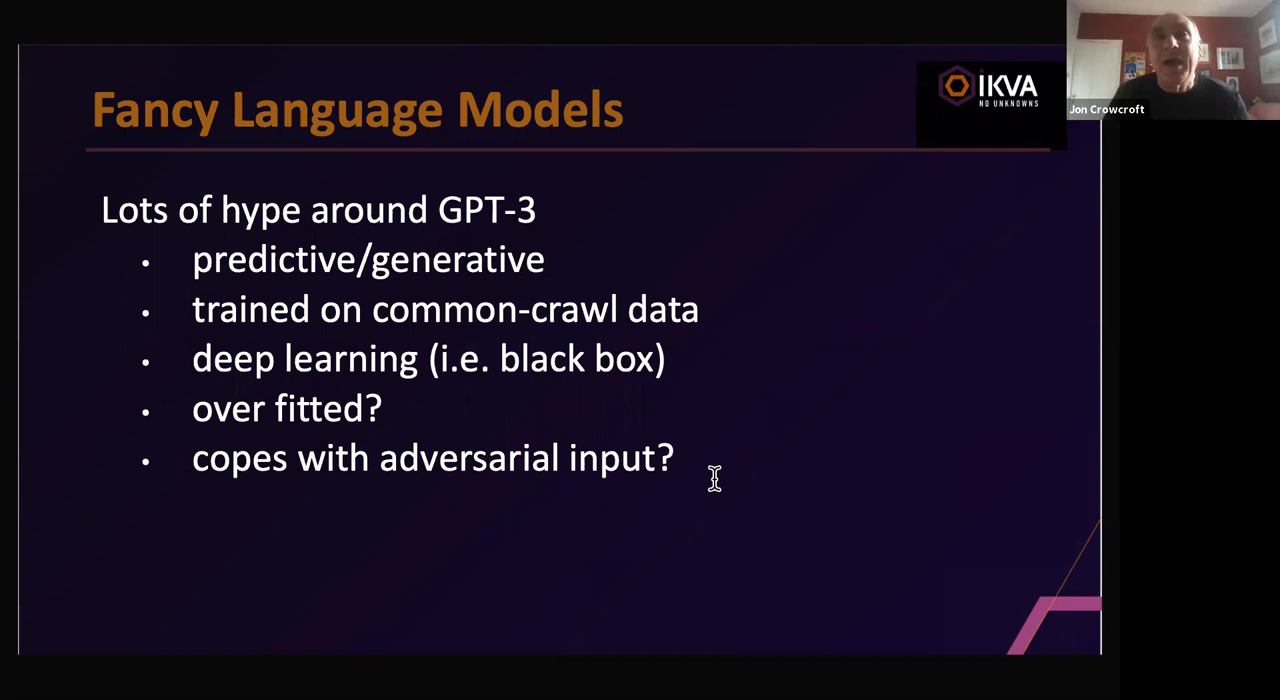 Fancy Language Models
IKVA
NO UNKNOWNS
Jon Crowcroft
Lots of hype around GPT-3
• predictive/generative
• trained on common-crawl data
• deep learning (i.e. black box)
• over fitted?
• copes with adversarial input?